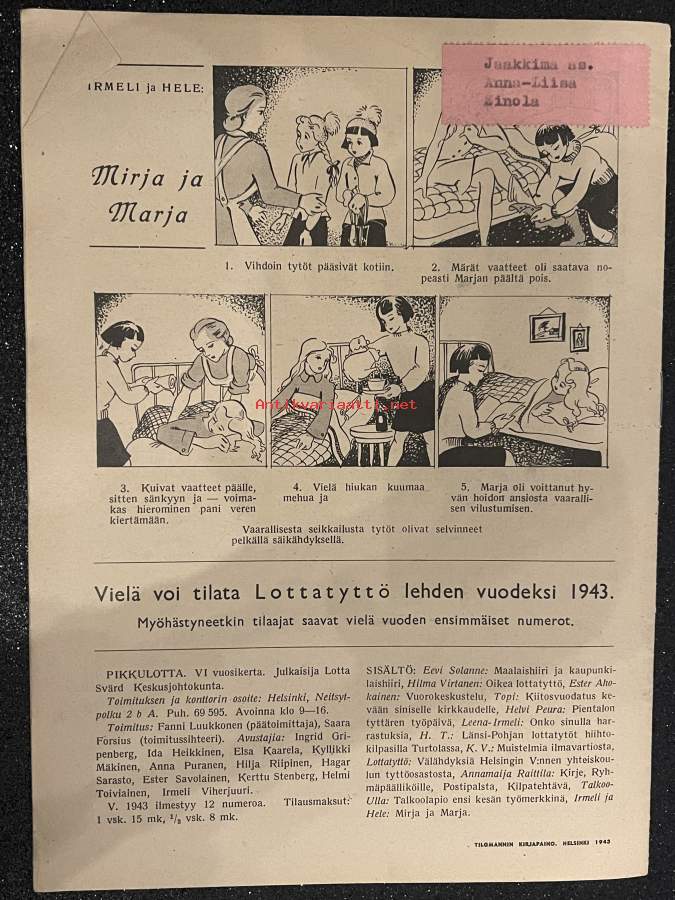 Jaakkima as.
Anna-Liisa
Zinola
IRMELI ja HELE:
Mirja ja
Marja
1. Vihdoin tytöt pääsivät kotiin.
2. Märät vaatteet oli saatava no-
peasti Marjan päältä pois.
3. Kuivat vaatteet päälle,
sitten sänkyyn ja — voima-
kas hierominen pani veren
kiertämään.
4. Vielä hiukan kuumaa
mehua ja
5. Marja oli voittanut hy-
vän hoidon ansiosta vaaralli-
sen vilustumisen.
Vaarallisesta seikkailusta tytöt olivat selvinneet
pelkällä säikähdyksellä.
Antikvariaatti.net
Vielä voi tilata Lottatyttö lehden vuodeksi 1943.
Myöhästyneetkin tilaajat saavat vielä vuoden ensimmäiset numerot.
PIKKULOTTA. VI vuosikerta. Julkaisija Lotta
Svärd Keskusjohtokunta.
Toimituksen ja konttorin osoite: Helsinki, Neitsyt-
polku 2 b A. Puh. 69 595. Avoinna klo 9—16.
Toimitus: Fanni Luukkonen (päätoimittaja), Saara
Forsius (toimitussihteeri). Avustajia: Ingrid Gri-
penberg, Ida Heikkinen, Elsa Kaarela, Kyllikki
Mäkinen, Anna Puranen, Hilja Riipinen, Hagar
Sarasto, Ester Savolainen, Kerttu Stenberg, Helmi
Toiviainen, Irmeli Viherjuuri.
V. 1943 ilmestyy 12 numeroa. Tilausmaksut:
1 vsk. 15 mk, ½ vsk. 8 mk.
SISÄLTÖ: Eevi Solanne: Maalaishiiri ja kaupunki-
laishiiri, Hilma Virtanen: Oikea lottatyttö, Ester Aho-
kainen: Vuorokeskustelu, Topi: Kiitosvuodatus ke-
vään siniselle kirkkaudelle, Helvi Peura: Pientalon
tyttären työpäivä, Leena-Irmeli: Onko sinulla har-
rastuksia, H. T.: Länsi-Pohjan lottatytöt hiihto-
kilpasilla Turtolassa, K. V.: Muistelmia ilmavartiosta,
Lottatyttö: Välähdyksiä Helsingin V:nnen yhteiskou-
lun tyttöosastosta, Annamaija Raittila: Kirje, Ryh-
mäpäälliköille, Postipalsta, Kilpatehtävä, Talkoo-
Ulla: Talkoolapio ensi kesän työmerkkinä, Irmeli ja
Hele: Mirja ja Marja.
TILGMANNIN KIRJAPAINO. HELSINKI 1943